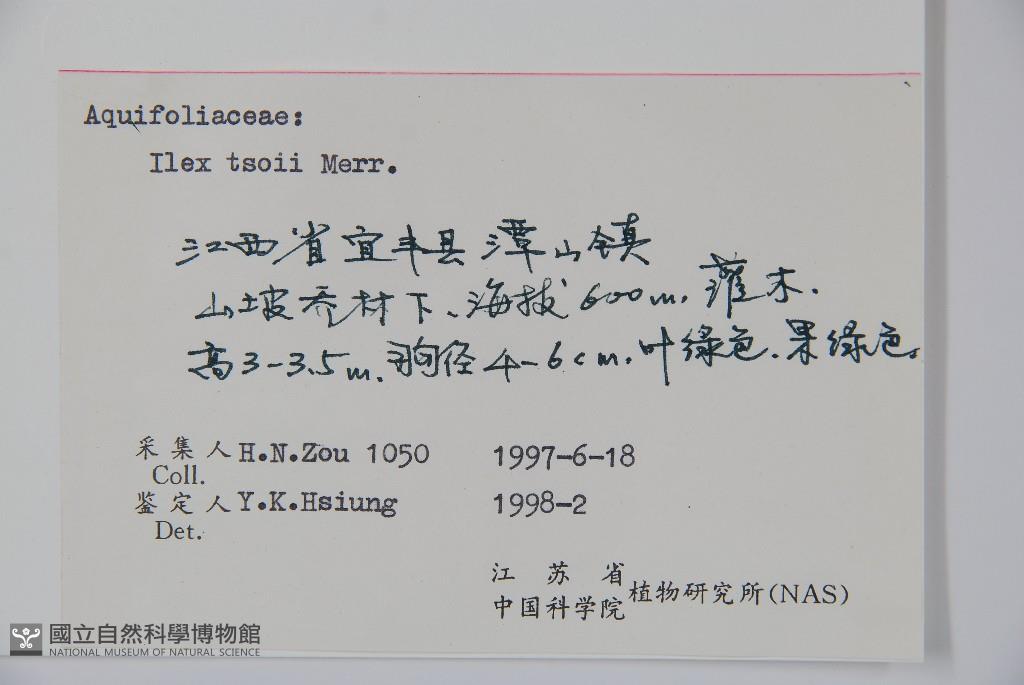 Aquifoliaceae:
Ilex tsoii Merr.
江西省宜丰县潭山镇
山坡乔材下、海拔600m. 灌木.
高3-3.5m. 胸径4-6cm. 叶绿色. 果绿色.
采集人 H.N.Zou 1050 1997-6-18
Coll.
鉴定人 Y.K.Hsiung 1998-2
Det.
江苏省
中国科学院 植物研究所(NAS)
國立自然科學博物館
NATIONAL MUSEUM OF NATURAL SCIENCE